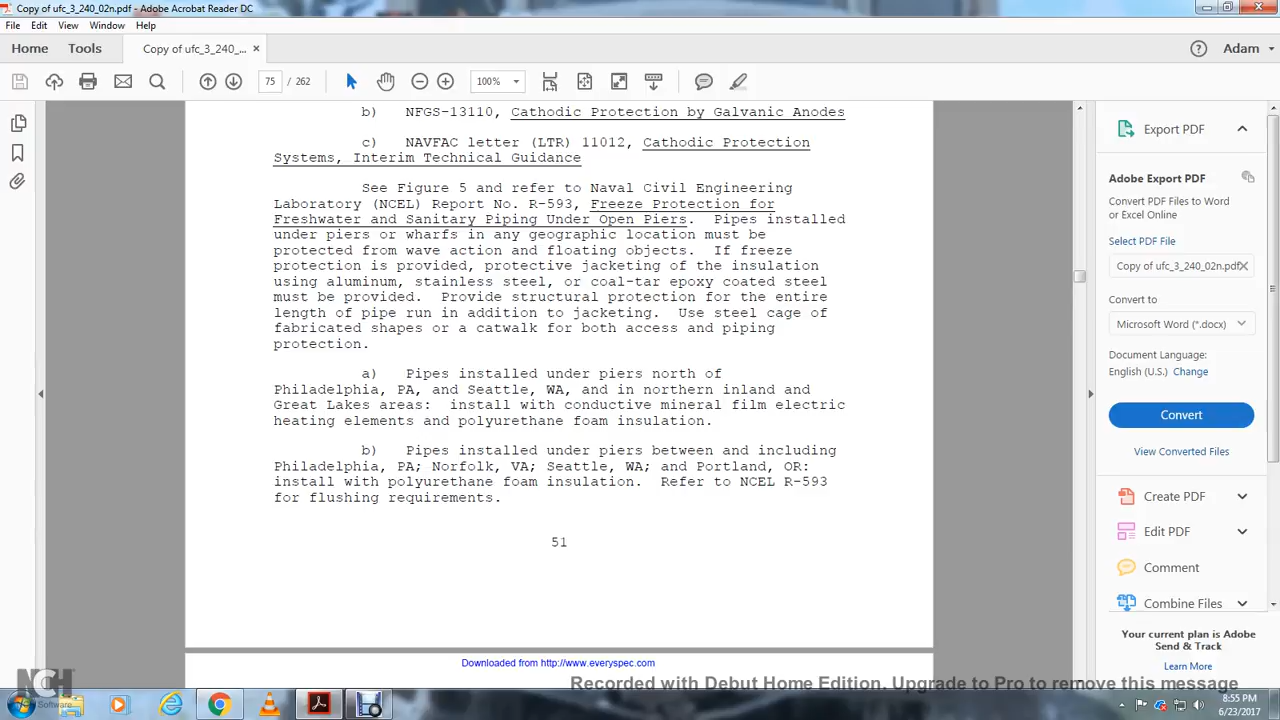 Copy of ufc_3_240_02n.pdf - Adobe Acrobat Reader DC
File Edit View Window Help
Home Tools Copy of ufc_3_240_... × Adam
75 / 262 100%
b) NFGS-13110, Cathodic Protection by Galvanic Anodes
c) NAVFAC letter (LTR) 11012, Cathodic Protection
Systems, Interim Technical Guidance
See Figure 5 and refer to Naval Civil Engineering
Laboratory (NCEL) Report No. R-593, Freeze Protection for
Freshwater and Sanitary Piping Under Open Piers. Pipes installed
under piers or wharfs in any geographic location must be
protected from wave action and floating objects. If freeze
protection is provided, protective jacketing of the insulation
using aluminum, stainless steel, or coal-tar epoxy coated steel
must be provided. Provide structural protection for the entire
length of pipe run in addition to jacketing. Use steel cage of
fabricated shapes or a catwalk for both access and piping
protection.
a) Pipes installed under piers north of
Philadelphia, PA, and Seattle, WA, and in northern inland and
Great Lakes areas: install with conductive mineral film electric
heating elements and polyurethane foam insulation.
b) Pipes installed under piers between and including
Philadelphia, PA; Norfolk, VA; Seattle, WA; and Portland, OR:
install with polyurethane foam insulation. Refer to NCEL R-593
for flushing requirements.
51
Downloaded from http://www.everyspec.com
Export PDF
Adobe Export PDF
Convert PDF Files to Word
or Excel Online
Select PDF File
Copy of ufc_3_240_02n.pdf ×
Convert to
Microsoft Word (*.docx)
Document Language:
English (U.S.) Change
Convert
View Converted Files
Create PDF
Edit PDF
Comment
Combine Files
Your current plan is Adobe
Send & Track
Learn More
Recorded with Debut Home Edition. Upgrade to Pro to remove this message
NCH
Software
8:55 PM
6/23/2017